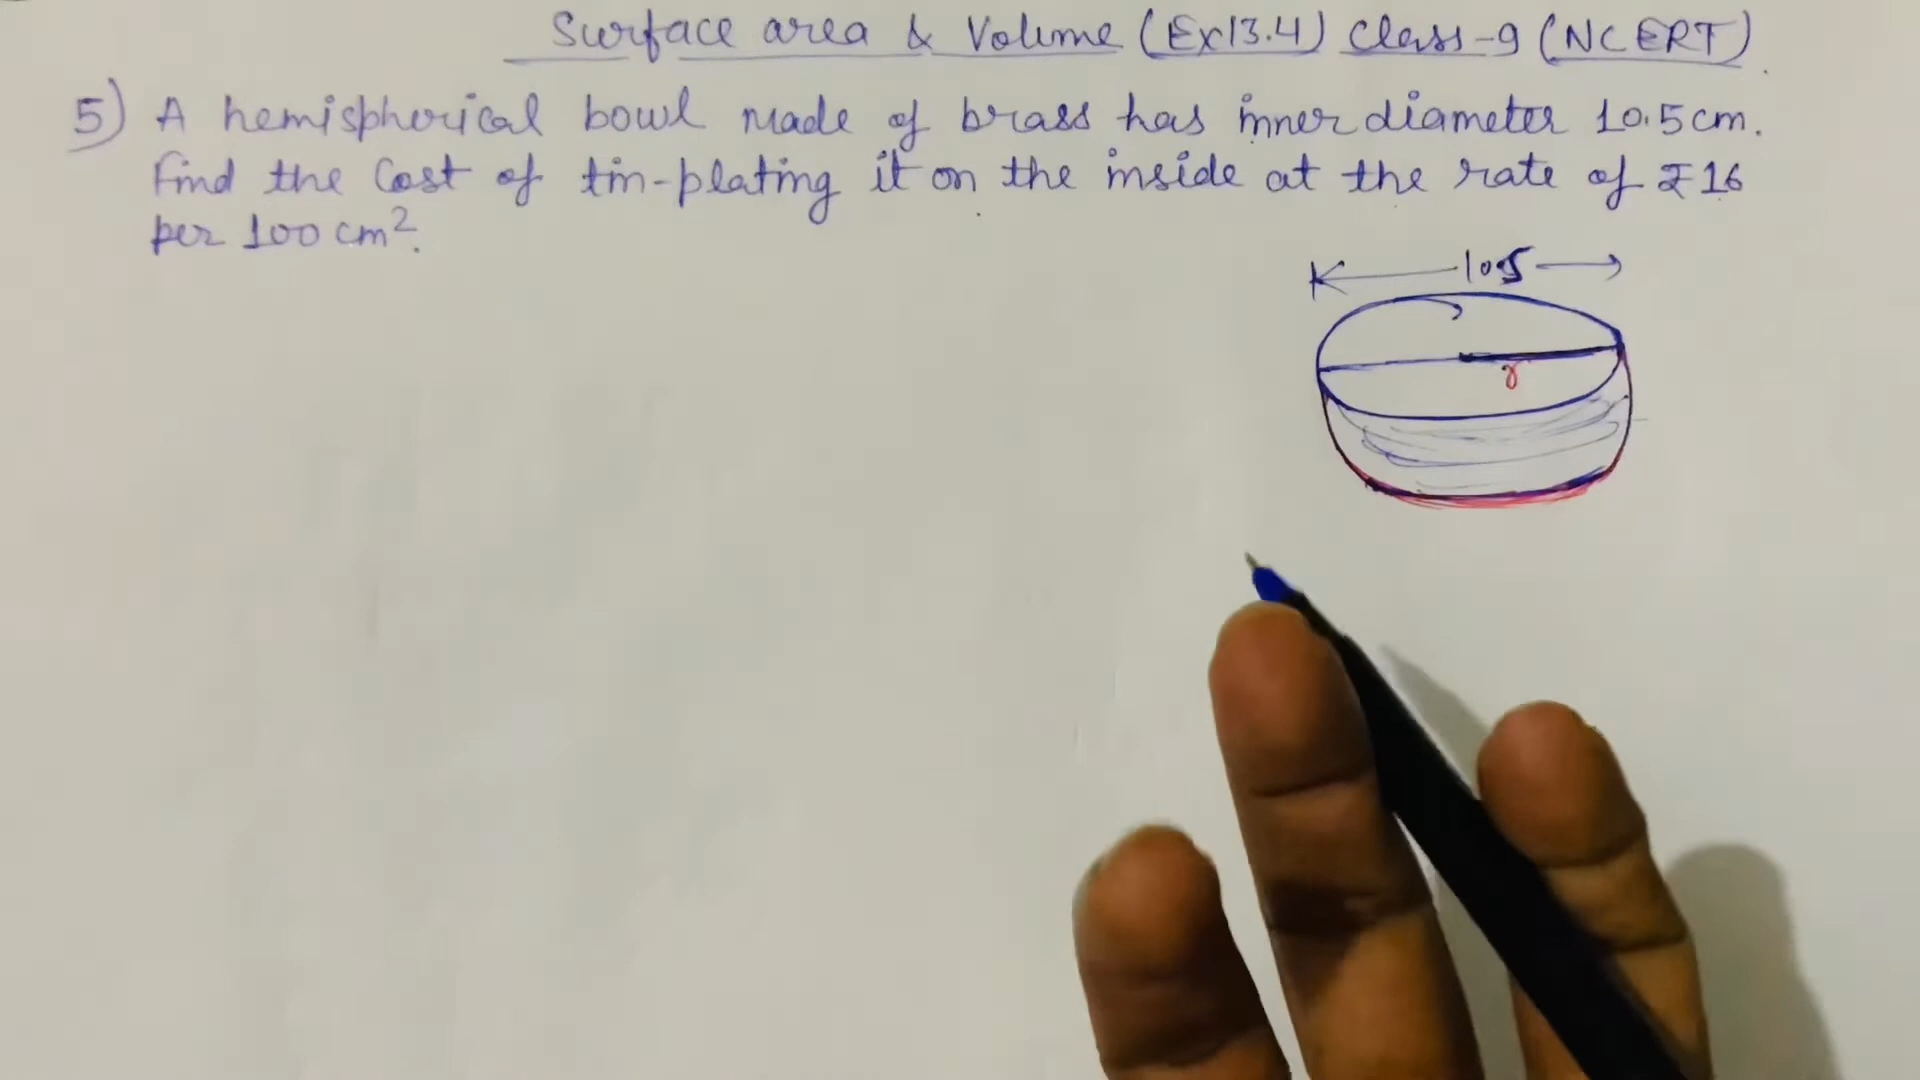 Surface area & Volume (Ex13.4) Class-9 (NCERT)
5) A hemispherical bowl made of brass has inner diameter 10.5cm.
Find the Cost of tin-plating it on the inside at the rate of ₹16
per 100 cm².
10.5
r